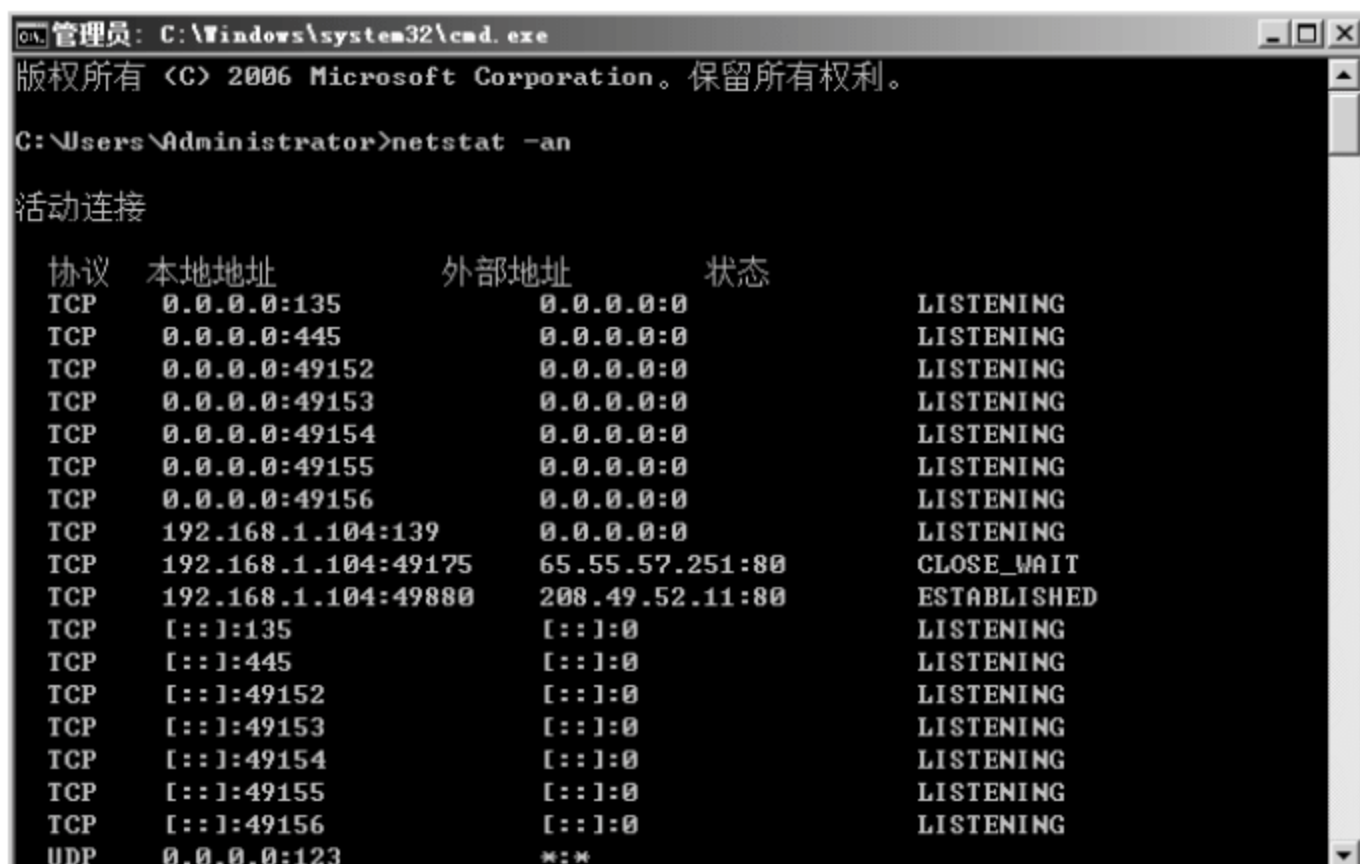 管理员: C:\Windows\system32\cmd.exe
版权所有 (C) 2006 Microsoft Corporation。保留所有权利。
C:\Users\Administrator>netstat -an
活动连接
协议 本地地址 外部地址 状态
TCP 0.0.0.0:135 0.0.0.0:0 LISTENING
TCP 0.0.0.0:445 0.0.0.0:0 LISTENING
TCP 0.0.0.0:49152 0.0.0.0:0 LISTENING
TCP 0.0.0.0:49153 0.0.0.0:0 LISTENING
TCP 0.0.0.0:49154 0.0.0.0:0 LISTENING
TCP 0.0.0.0:49155 0.0.0.0:0 LISTENING
TCP 0.0.0.0:49156 0.0.0.0:0 LISTENING
TCP 192.168.1.104:139 0.0.0.0:0 LISTENING
TCP 192.168.1.104:49175 65.55.57.251:80 CLOSE_WAIT
TCP 192.168.1.104:49880 208.49.52.11:80 ESTABLISHED
TCP [::]:135 [::]:0 LISTENING
TCP [::]:445 [::]:0 LISTENING
TCP [::]:49152 [::]:0 LISTENING
TCP [::]:49153 [::]:0 LISTENING
TCP [::]:49154 [::]:0 LISTENING
TCP [::]:49155 [::]:0 LISTENING
TCP [::]:49156 [::]:0 LISTENING
UDP 0.0.0.0:123 *:*